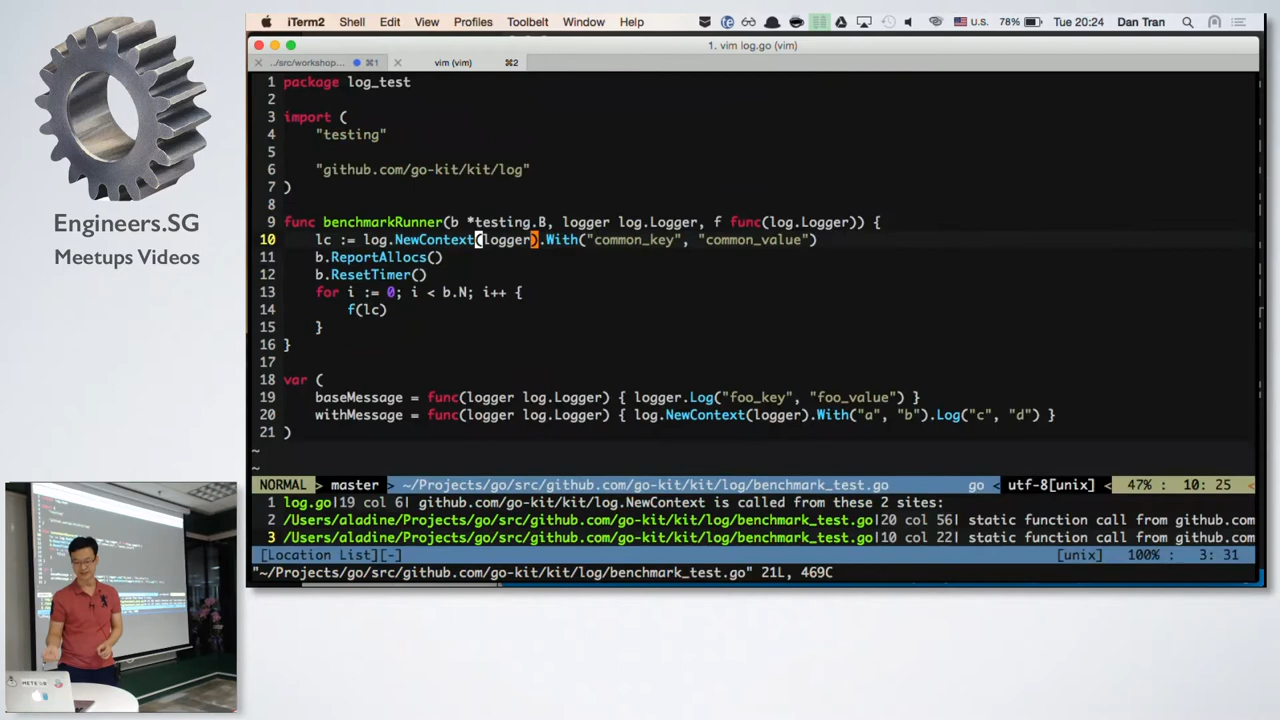 Engineers.SG
Meetups Videos
iTerm2 Shell Edit View Profiles Toolbelt Window Help U.S. 78% Tue 20:24 Dan Tran
1. vim log.go (vim)
../src/workshop... ⌘1 vim (vim) ⌘2
1 package log_test
2
3 import (
4 "testing"
5
6 "github.com/go-kit/kit/log"
7 )
8
9 func benchmarkRunner(b *testing.B, logger log.Logger, f func(log.Logger)) {
10 lc := log.NewContext(logger).With("common_key", "common_value")
11 b.ReportAllocs()
12 b.ResetTimer()
13 for i := 0; i < b.N; i++ {
14 f(lc)
15 }
16 }
17
18 var (
19 baseMessage = func(logger log.Logger) { logger.Log("foo_key", "foo_value") }
20 withMessage = func(logger log.Logger) { log.NewContext(logger).With("a", "b").Log("c", "d") }
21 )
~
~
NORMAL > master > ~/Projects/go/src/github.com/go-kit/kit/log/benchmark_test.go go < utf-8[unix] < 47% : 10: 25 <
1 log.go|19 col 6| github.com/go-kit/kit/log.NewContext is called from these 2 sites:
2 /Users/aladine/Projects/go/src/github.com/go-kit/kit/log/benchmark_test.go|20 col 56| static function call from github.com
3 /Users/aladine/Projects/go/src/github.com/go-kit/kit/log/benchmark_test.go|10 col 22| static function call from github.com
[Location List][-] [unix] 100% : 3: 31
"~/Projects/go/src/github.com/go-kit/kit/log/benchmark_test.go" 21L, 469C